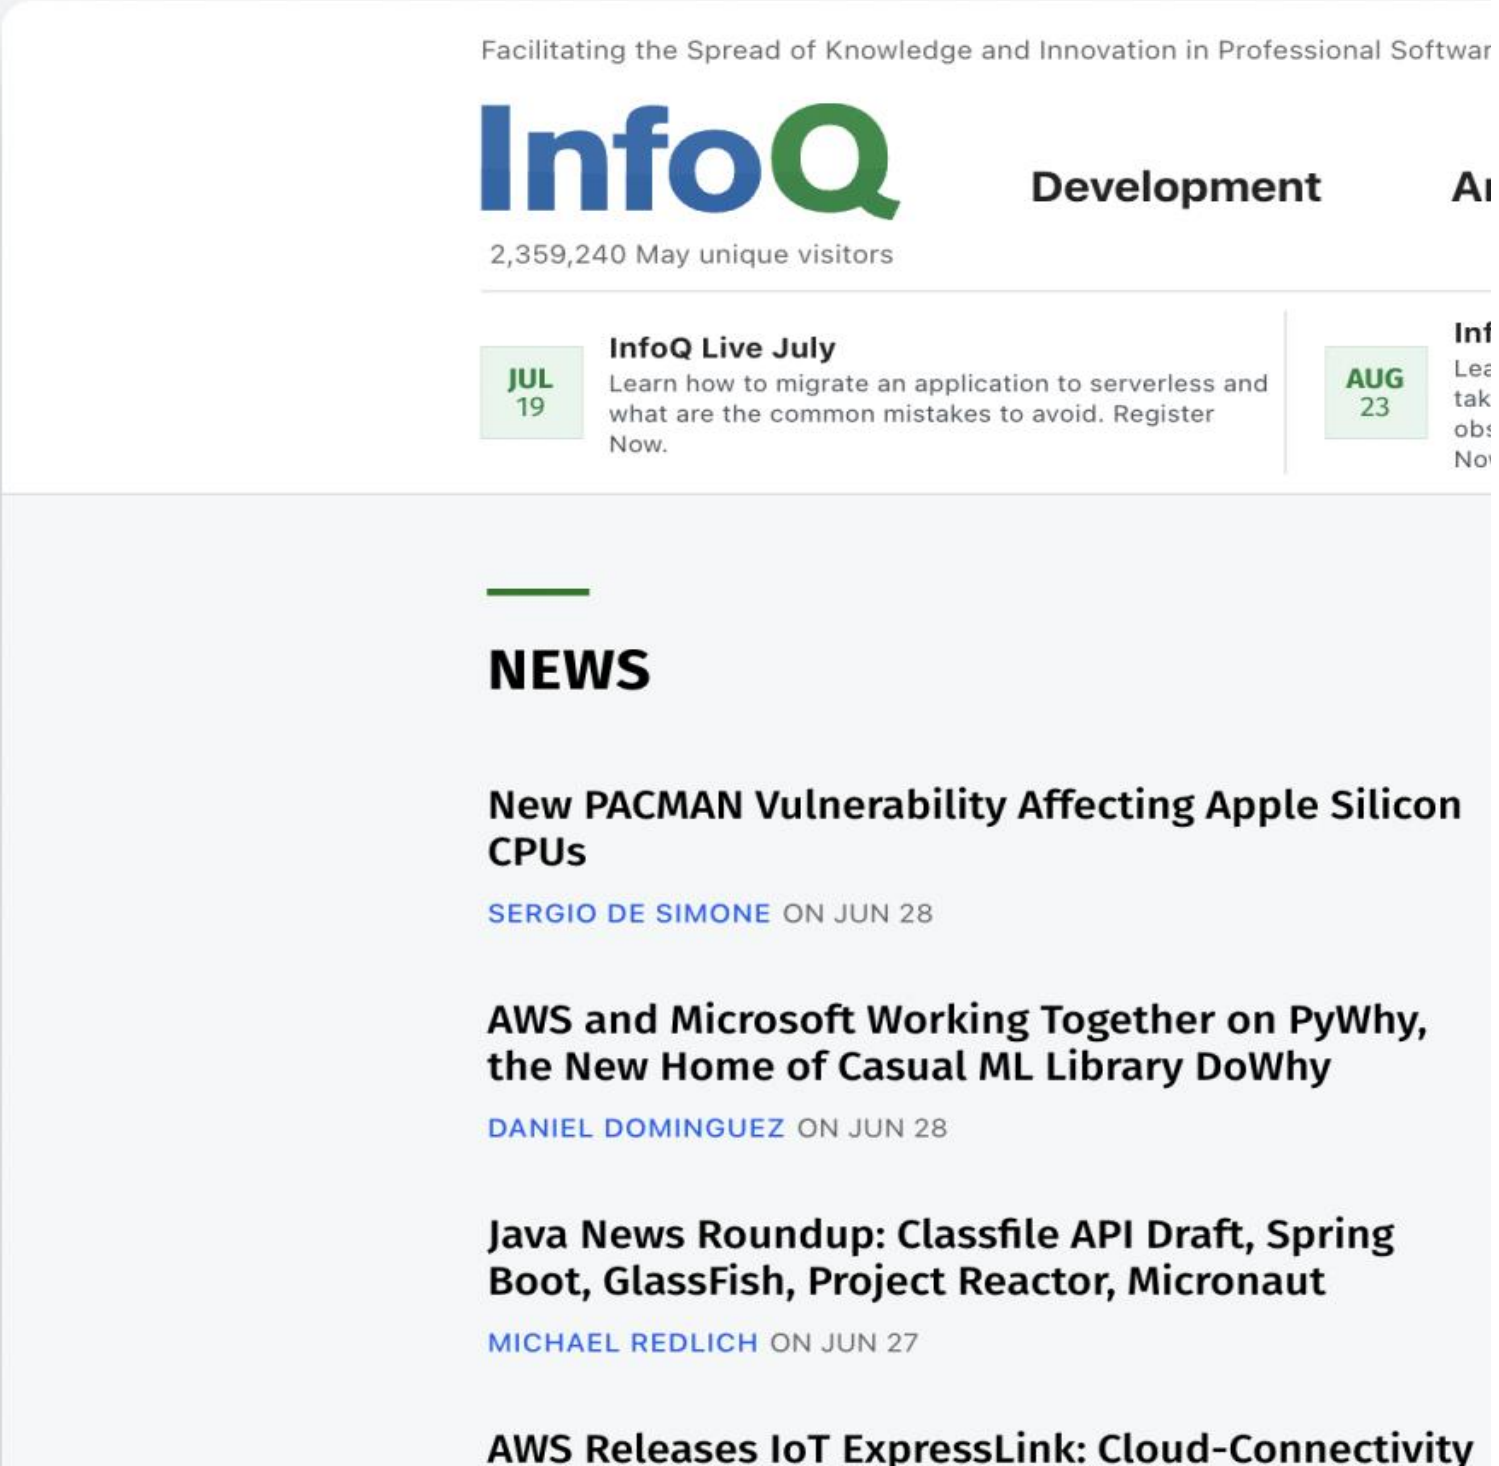 Facilitating the Spread of Knowledge and Innovation in Professional
InfoQ
Development
2,359,240 May unique visitors
JUL
19
InfoQ Live July
Learn how to migrate an application to serverless and
what are the common mistakes to avoid. Register
Now.
AUG
23
NEWS
New PACMAN Vulnerability Affecting Apple Silicon
CPUs
SERGIO DE SIMONE ON JUN 28
AWS and Microsoft Working Together on PyWhy,
the New Home of Casual ML Library DoWhy
DANIEL DOMINGUEZ ON JUN 28
Java News Roundup: Classfile API Draft, Spring
Boot, GlassFish, Project Reactor, Micronaut
MICHAEL REDLICH ON JUN 27
AWS Releases IoT ExpressLink: Cloud-Connectivity